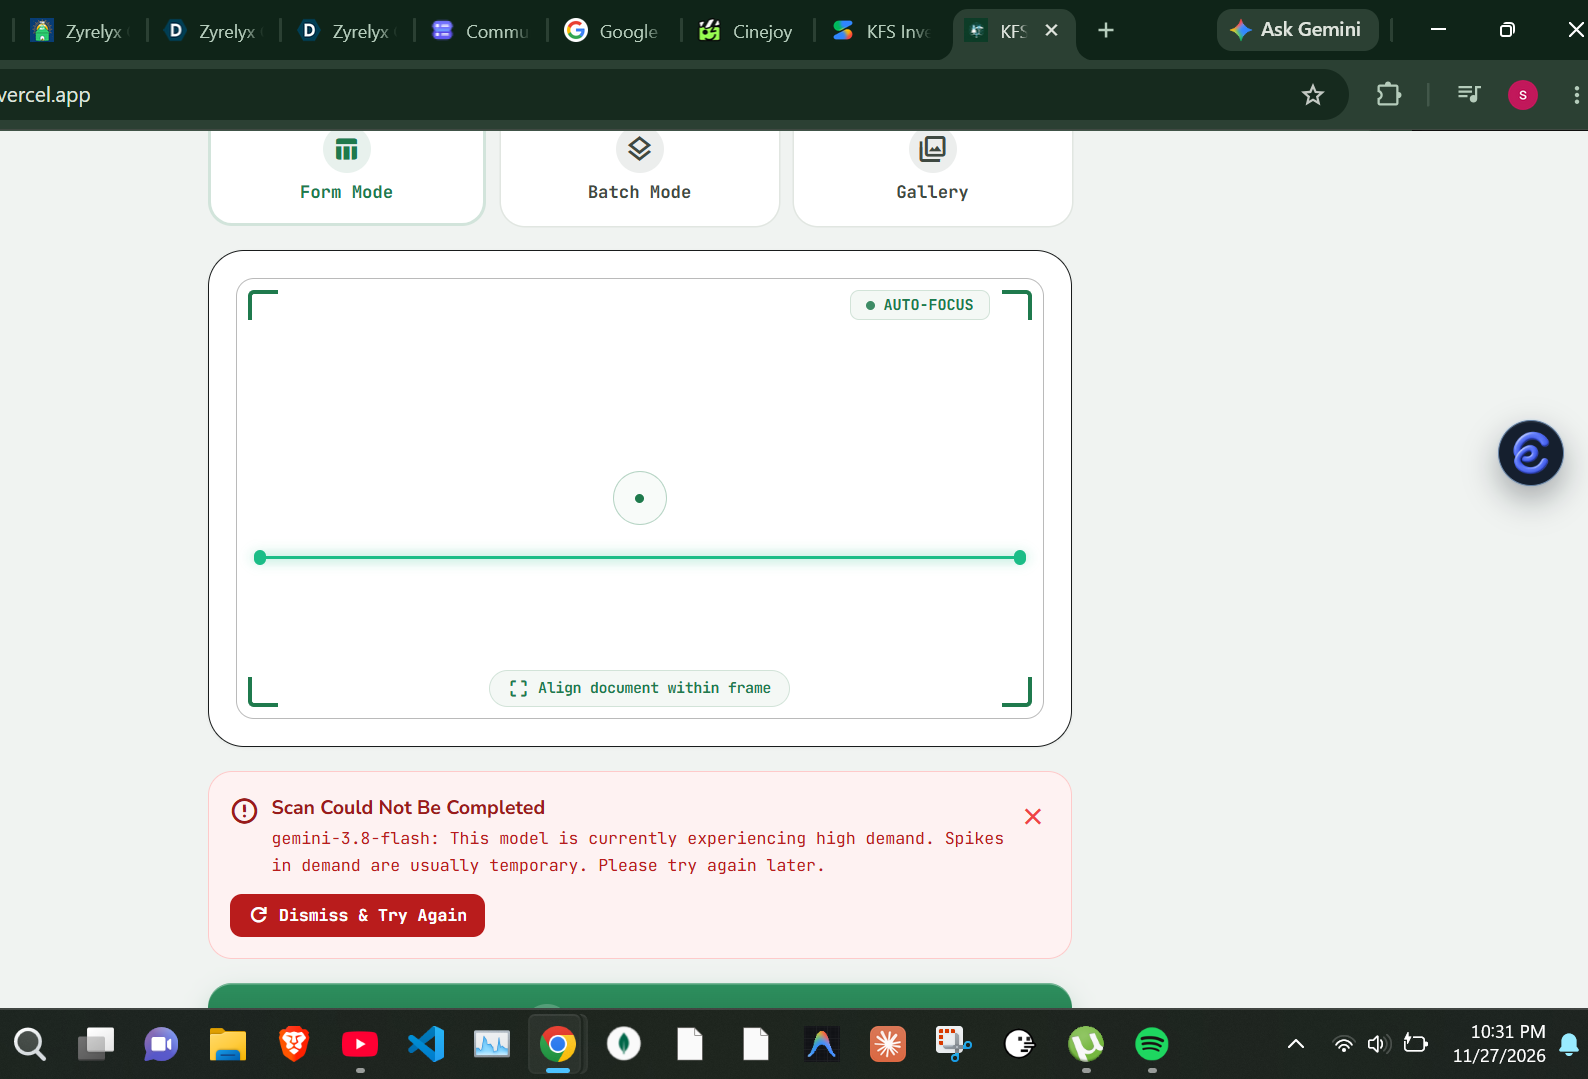 Zyrelyx
Zyrelyx
Zyrelyx
Commu
Google
Cinejoy
KFS Inve
KFS
Ask Gemini
vercel.app
S
Form Mode
Batch Mode
Gallery
AUTO-FOCUS
Align document within frame
Scan Could Not Be Completed
gemini-3.8-flash: This model is currently experiencing high demand. Spikes
in demand are usually temporary. Please try again later.
Dismiss & Try Again
10:31 PM
11/27/2026